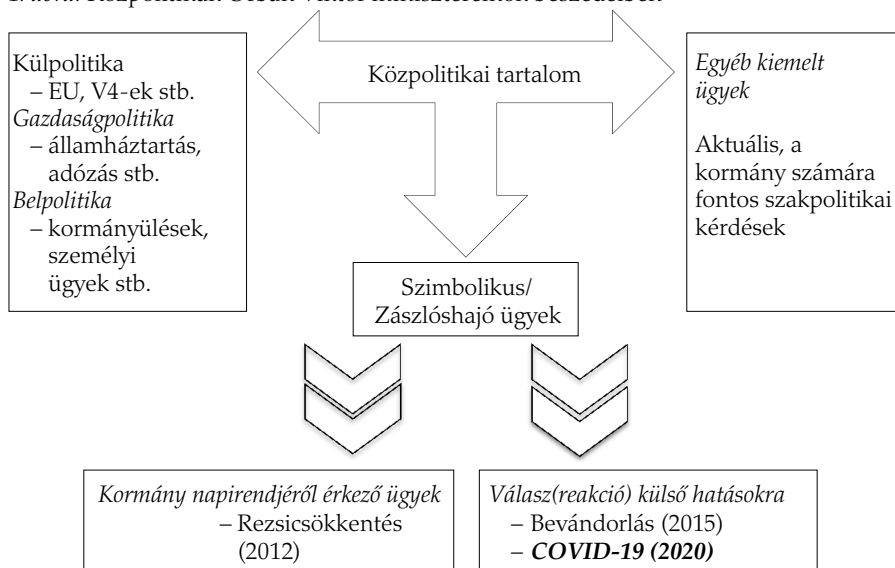 Külpolitika
– EU, V4-ek stb.
Gazdaságpolitika
– államháztartás,
adózás stb.
Belpolitika
– kormányülések,
személyi
ügyek stb.
Közpolitikai tartalom
Egyéb kiemelt
ügyek
Aktuális, a
kormány számára
fontos szakpolitikai
kérdések
Szimbolikus/
Zászlóshajó ügyek
Kormány napirendjéről érkező ügyek
– Rezsicsökkentés
(2012)
Válasz(reakció) külső hatásokra
– Bevándorlás (2015)
– COVID-19 (2020)